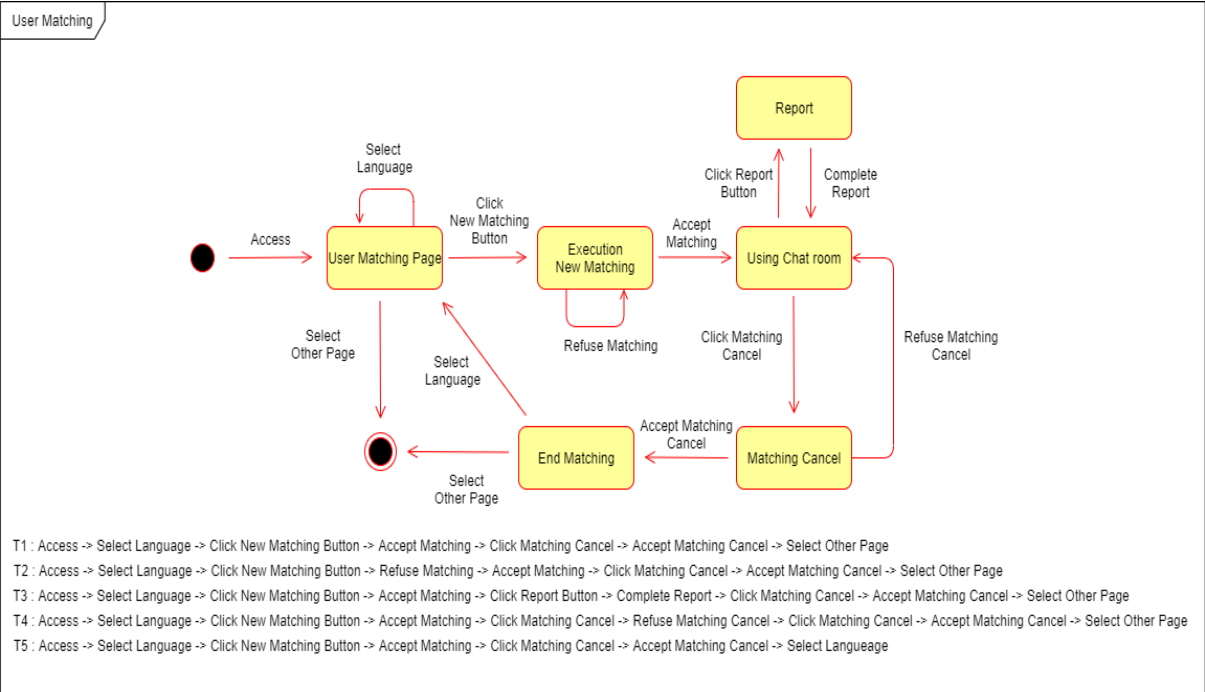 User Matching
Report
Select
Language
Click Report
Button
Complete
Report
Click
New Matching
Button
Accept
Matching
Access
User Matching Page
Execution
New Matching
Using Chat room
Select
Other Page
Refuse Matching
Click Matching
Cancel
Refuse Matching
Cancel
Select
Language
Accept Matching
Cancel
End Matching
Matching Cancel
Select
Other Page
T1 : Access -> Select Language -> Click New Matching Button -> Accept Matching -> Click Matching Cancel -> Accept Matching Cancel -> Select Other Page
T2 : Access -> Select Language -> Click New Matching Button -> Refuse Matching -> Accept Matching -> Click Matching Cancel -> Accept Matching Cancel -> Select Other Page
T3 : Access -> Select Language -> Click New Matching Button -> Accept Matching -> Click Report Button -> Complete Report -> Click Matching Cancel -> Accept Matching Cancel -> Select Other Page
T4 : Access -> Select Language -> Click New Matching Button -> Accept Matching -> Click Matching Cancel -> Refuse Matching Cancel -> Click Matching Cancel -> Accept Matching Cancel -> Select Other Page
T5 : Access -> Select Language -> Click New Matching Button -> Accept Matching -> Click Matching Cancel -> Accept Matching Cancel -> Select Langueage